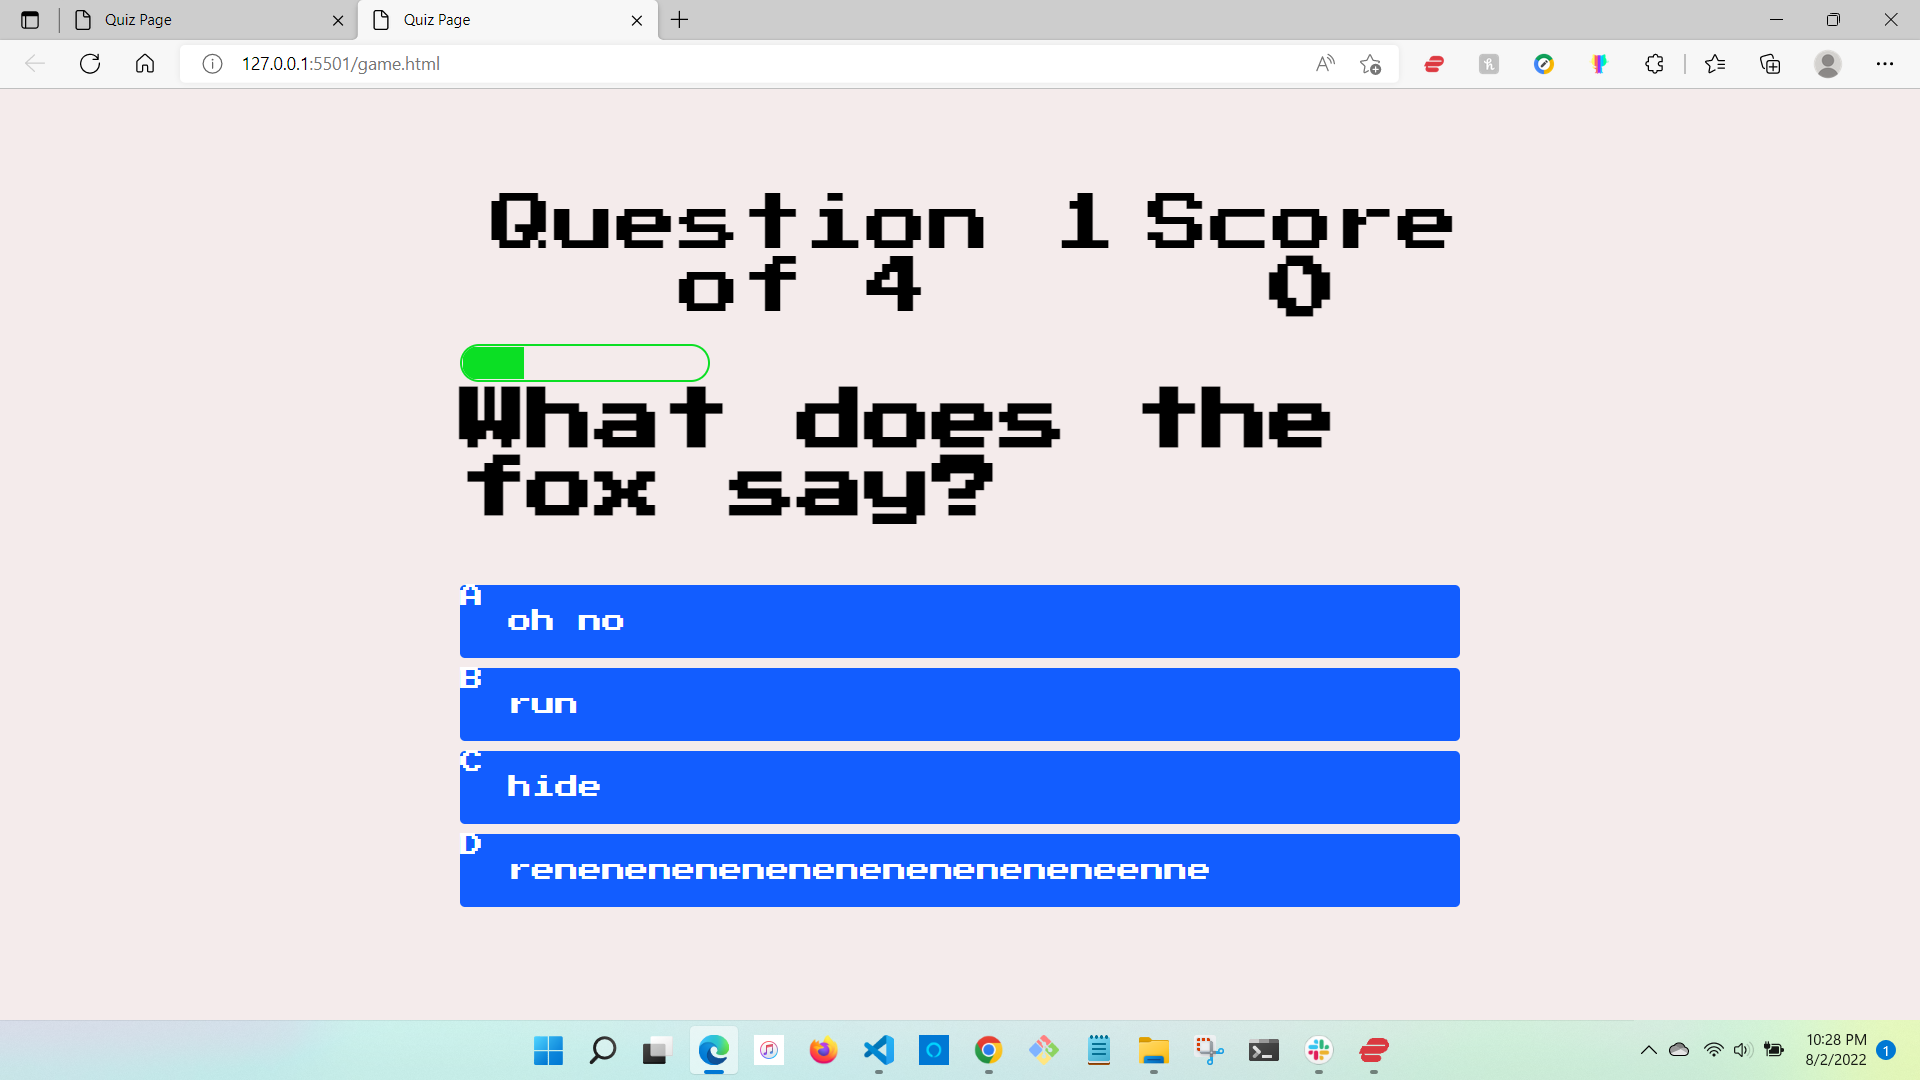 Quiz Page
Quiz Page
127.0.0.1:5501/game.html
Question 1
of 4
Score
0
What does the
fox say?
A
oh no
B
run
C
hide
D
reneneneneneneneneneneneneenne
10:28 PM
8/2/2022
1